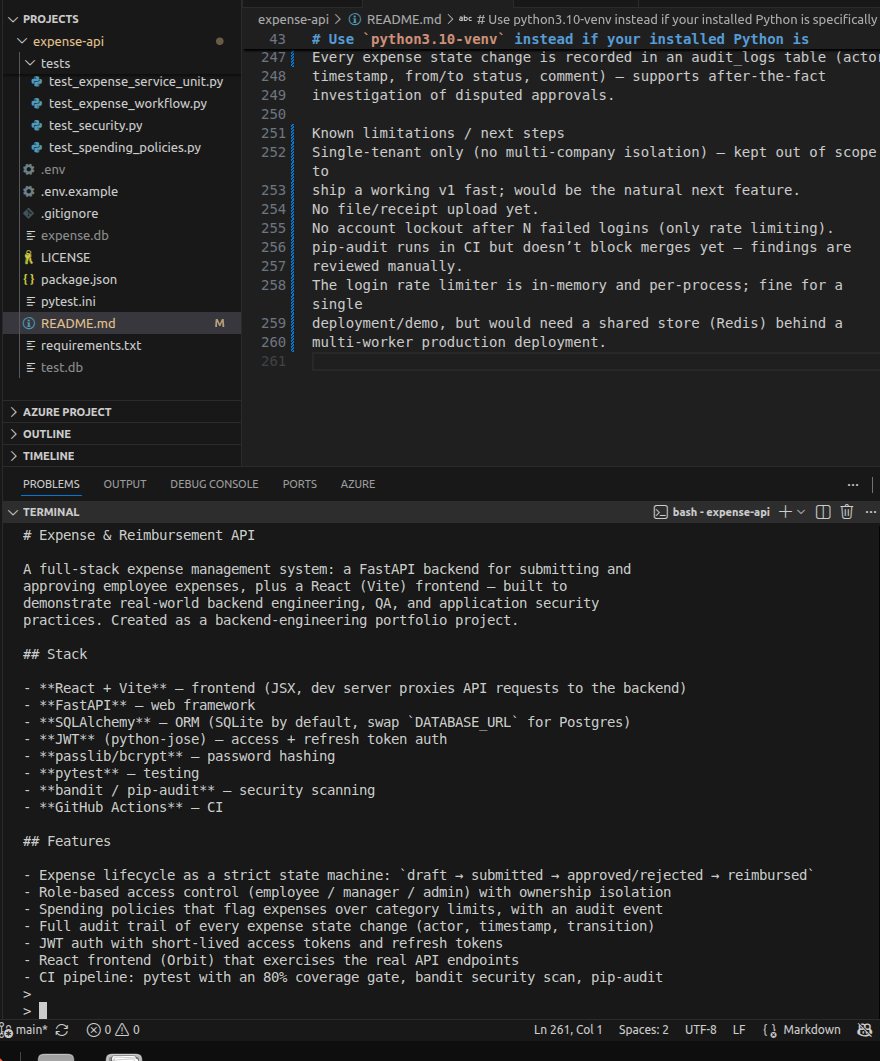 PROJECTS
expense-api
tests
test_expense_service_unit.py
test_expense_workflow.py
test_security.py
test_spending_policies.py
.env
.env.example
.gitignore
expense.db
LICENSE
package.json
pytest.ini
README.md M
requirements.txt
test.db
AZURE PROJECT
OUTLINE
TIMELINE
expense-api > README.md > abc # Use python3.10-venv instead if your installed Python is specifically
43 # Use `python3.10-venv` instead if your installed Python is
247 Every expense state change is recorded in an audit_logs table (actor
248 timestamp, from/to status, comment) — supports after-the-fact
249 investigation of disputed approvals.
250
251 Known limitations / next steps
252 Single-tenant only (no multi-company isolation) — kept out of scope
to
253 ship a working v1 fast; would be the natural next feature.
254 No file/receipt upload yet.
255 No account lockout after N failed logins (only rate limiting).
256 pip-audit runs in CI but doesn’t block merges yet — findings are
257 reviewed manually.
258 The login rate limiter is in-memory and per-process; fine for a
single
259 deployment/demo, but would need a shared store (Redis) behind a
260 multi-worker production deployment.
261
PROBLEMS OUTPUT DEBUG CONSOLE PORTS AZURE
TERMINAL bash - expense-api
# Expense & Reimbursement API
A full-stack expense management system: a FastAPI backend for submitting and
approving employee expenses, plus a React (Vite) frontend — built to
demonstrate real-world backend engineering, QA, and application security
practices. Created as a backend-engineering portfolio project.
## Stack
- **React + Vite** — frontend (JSX, dev server proxies API requests to the backend)
- **FastAPI** — web framework
- **SQLAlchemy** — ORM (SQLite by default, swap `DATABASE_URL` for Postgres)
- **JWT** (python-jose) — access + refresh token auth
- **passlib/bcrypt** — password hashing
- **pytest** — testing
- **bandit / pip-audit** — security scanning
- **GitHub Actions** — CI
## Features
- Expense lifecycle as a strict state machine: `draft → submitted → approved/rejected → reimbursed`
- Role-based access control (employee / manager / admin) with ownership isolation
- Spending policies that flag expenses over category limits, with an audit event
- Full audit trail of every expense state change (actor, timestamp, transition)
- JWT auth with short-lived access tokens and refresh tokens
- React frontend (Orbit) that exercises the real API endpoints
- CI pipeline: pytest with an 80% coverage gate, bandit security scan, pip-audit
>
>
main* 0 0 Ln 261, Col 1 Spaces: 2 UTF-8 LF Markdown